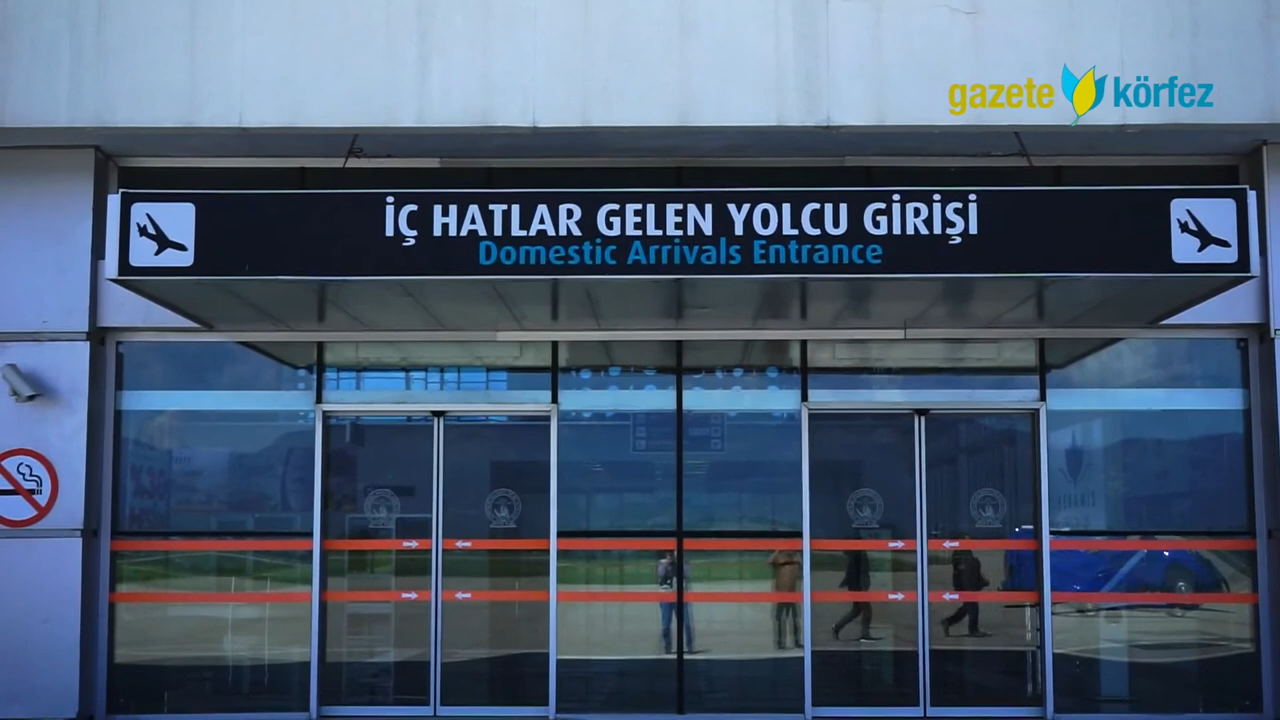 gazete körfez
İÇ HATLAR GELEN YOLCU GİRİŞİ
Domestic Arrivals Entrance